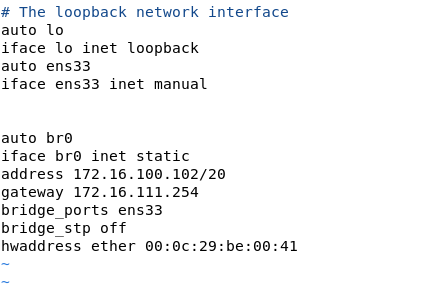 # The loopback network interface
auto lo
iface lo inet loopback
auto ens33
iface ens33 inet manual
auto br0
iface br0 inet static
address 172.16.100.102/20
gateway 172.16.111.254
bridge_ports ens33
bridge_stp off
hwaddress ether 00:0c:29:be:00:41
~
~